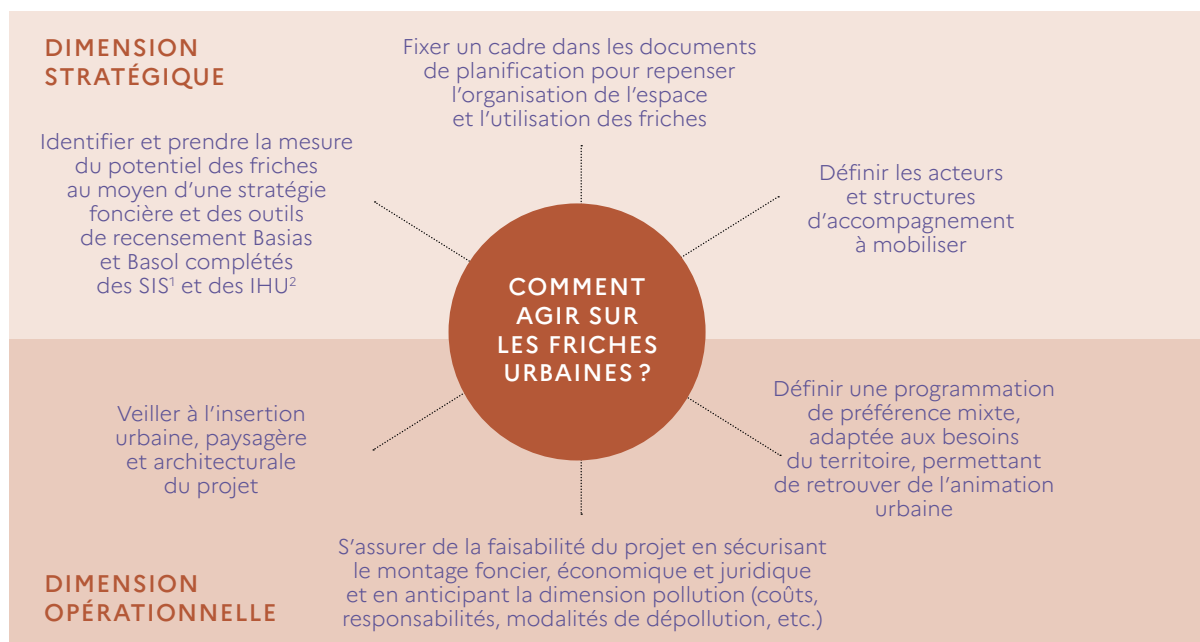 DIMENSION
STRATÉGIQUE
Fixer un cadre dans les documents
de planification pour repenser
l’organisation de l’espace
et l’utilisation des friches
Identifier et prendre la mesure
du potentiel des friches
au moyen d’une stratégie
foncière et des outils
de recensement Basias
et Basol complétés
des SIS¹ et des IHU²
Définir les acteurs
et structures
d’accompagnement
à mobiliser
COMMENT
AGIR SUR
LES FRICHES
URBAINES ?
Veiller à l’insertion
urbaine, paysagère
et architecturale
du projet
Définir une programmation
de préférence mixte,
adaptée aux besoins
du territoire, permettant
de retrouver de l’animation
urbaine
S’assurer de la faisabilité du projet en sécurisant
le montage foncier, économique et juridique
et en anticipant la dimension pollution (coûts,
responsabilités, modalités de dépollution, etc.)
DIMENSION
OPÉRATIONNELLE